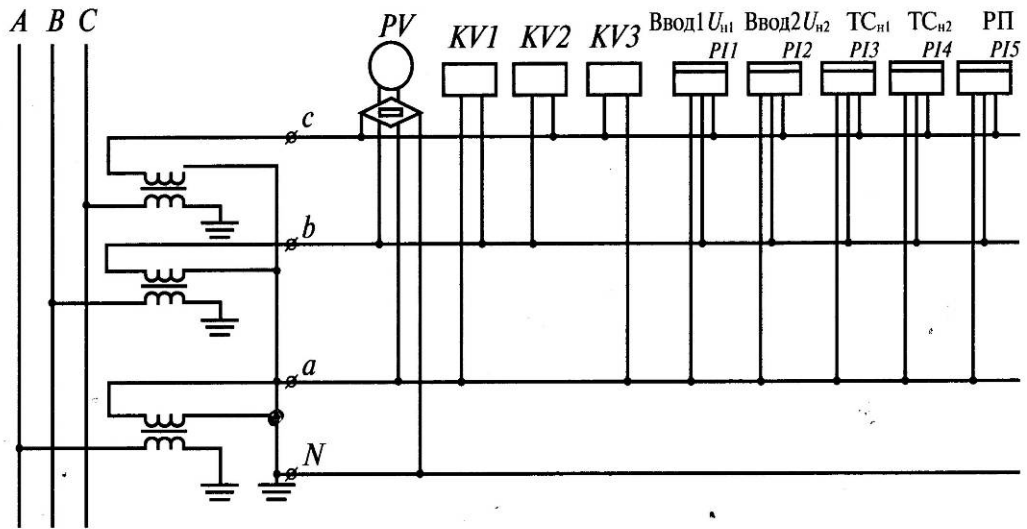 A B C PV KV1 KV2 KV3 Ввод1Uн1 Ввод2Uн2 ТСн1 ТСн2 РП
PI1 PI2 PI3 PI4 PI5
c
b
a
N